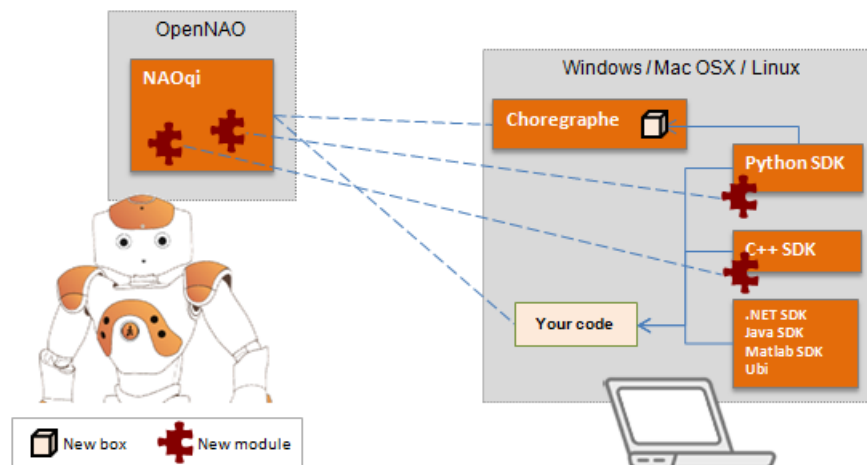 OpenNAO
NAOqi
Windows / Mac OSX / Linux
Choregraphe
Python SDK
C++ SDK
Your code
.NET SDK
Java SDK
Matlab SDK
Ubi
New box
New module